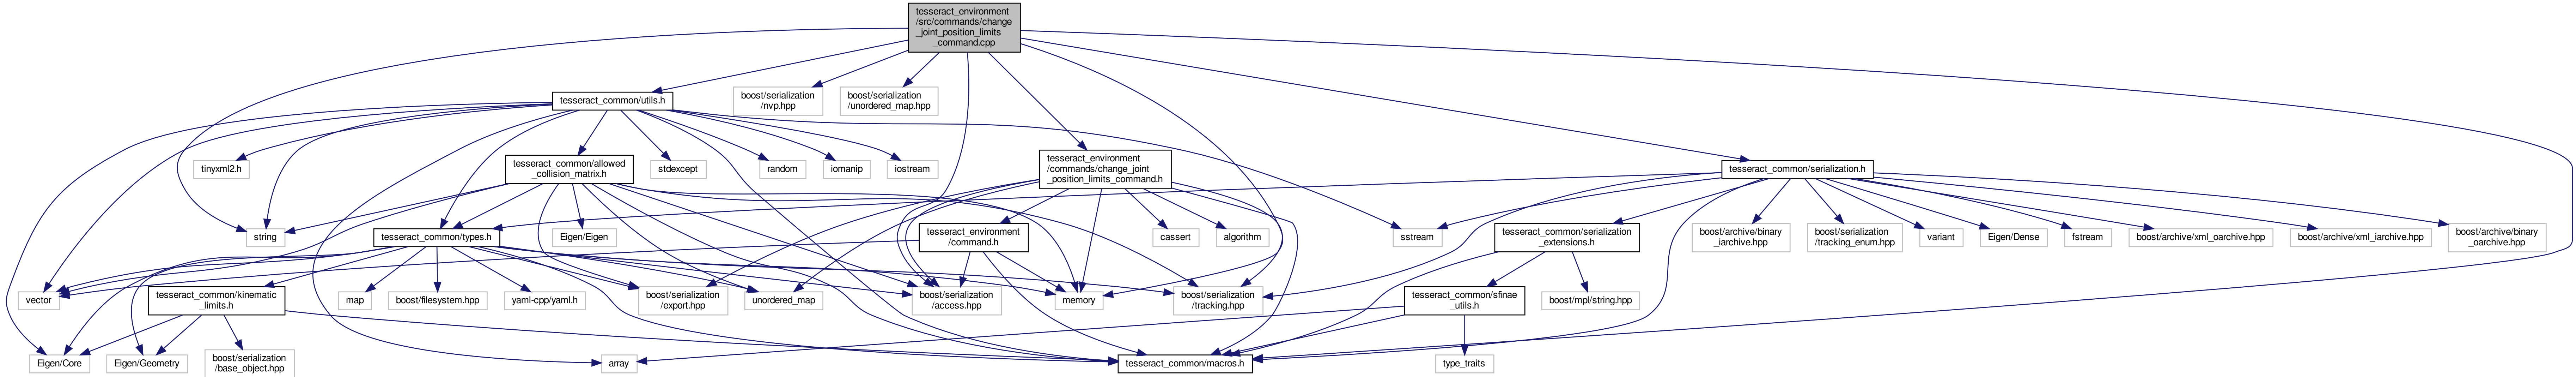 tesseract_environment
/src/commands/change
_joint_position_limits
_command.cpp
tesseract_common/utils.h
boost/serialization
/nvp.hpp
boost/serialization
/unordered_map.hpp
tinyxml2.h
tesseract_common/allowed
_collision_matrix.h
stdexcept
random
iomanip
iostream
tesseract_environment
/commands/change_joint
_position_limits_command.h
tesseract_common/serialization.h
string
tesseract_common/types.h
Eigen/Eigen
tesseract_environment
/command.h
cassert
algorithm
sstream
tesseract_common/serialization
_extensions.h
boost/archive/binary
_iarchive.hpp
boost/serialization
/tracking_enum.hpp
variant
Eigen/Dense
fstream
boost/archive/xml_oarchive.hpp
boost/archive/xml_iarchive.hpp
boost/archive/binary
_oarchive.hpp
vector
tesseract_common/kinematic
_limits.h
map
boost/filesystem.hpp
yaml-cpp/yaml.h
boost/serialization
/export.hpp
unordered_map
boost/serialization
/access.hpp
memory
boost/serialization
/tracking.hpp
tesseract_common/sfinae
_utils.h
boost/mpl/string.hpp
Eigen/Core
Eigen/Geometry
boost/serialization
/base_object.hpp
array
tesseract_common/macros.h
type_traits